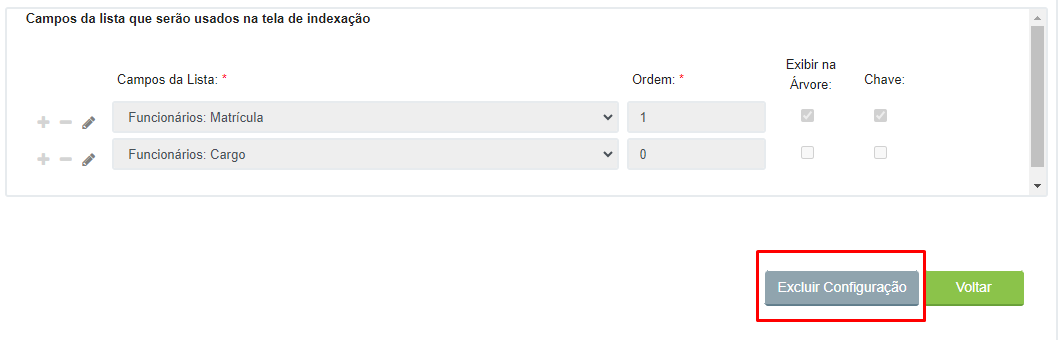 Campos da lista que serão usados na tela de indexação
Campos da Lista: *
Ordem: *
Exibir na
Árvore:
Chave:
Funcionários: Matrícula
1
Funcionários: Cargo
0
Excluir Configuração
Voltar